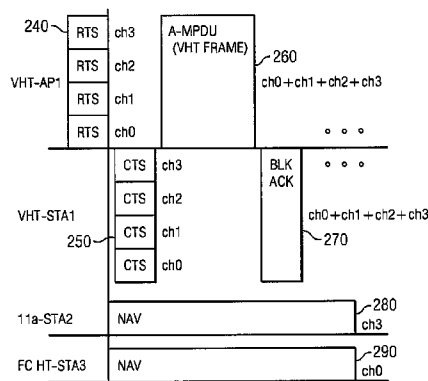 240
RTS ch3
RTS ch2
RTS ch1
RTS ch0
VHT-AP1
A-MPDU
(VHT FRAME)
260
ch0+ch1+ch2+ch3
VHT-STA1
CTS ch3
CTS ch2
CTS ch1
CTS ch0
250
BLK
ACK
ch0+ch1+ch2+ch3
270
11a-STA2
NAV
280
ch3
FC HT-STA3
NAV
290
ch0